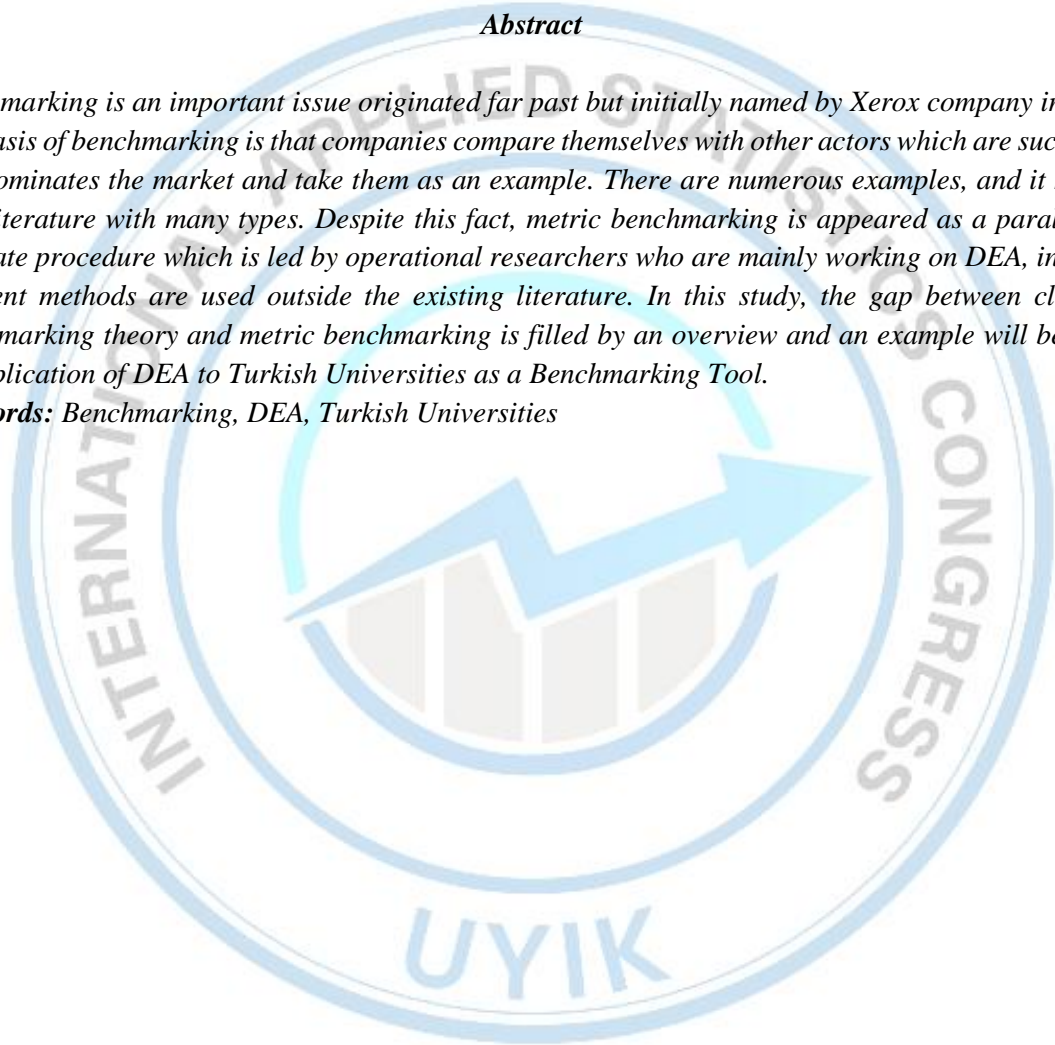 Abstract
marking is an important issue originated far past but initially named by Xerox company in
asis of benchmarking is that companies compare themselves with other actors which are suc
ominates the market and take them as an example. There are numerous examples, and it
iterature with many types. Despite this fact, metric benchmarking is appeared as a paral
ate procedure which is led by operational researchers who are mainly working on DEA, in
ent methods are used outside the existing literature. In this study, the gap between cl
marking theory and metric benchmarking is filled by an overview and an example will be
plication of DEA to Turkish Universities as a Benchmarking Tool.
ords: Benchmarking, DEA, Turkish Universities
INTERNATIONAL APPLIED STATISTICS CONGRESS
UYIK